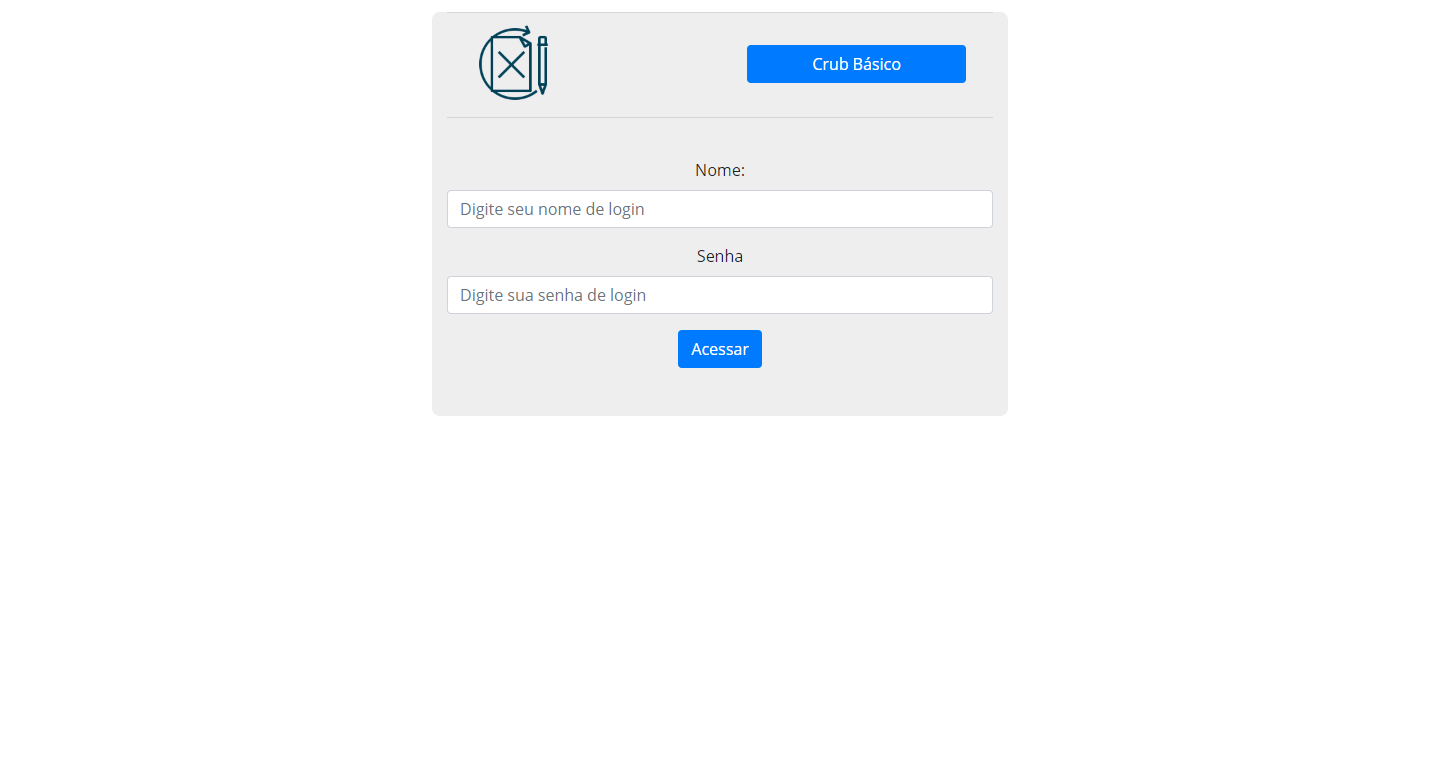 Crub Básico
Nome:
Digite seu nome de login
Senha
Digite sua senha de login
Acessar